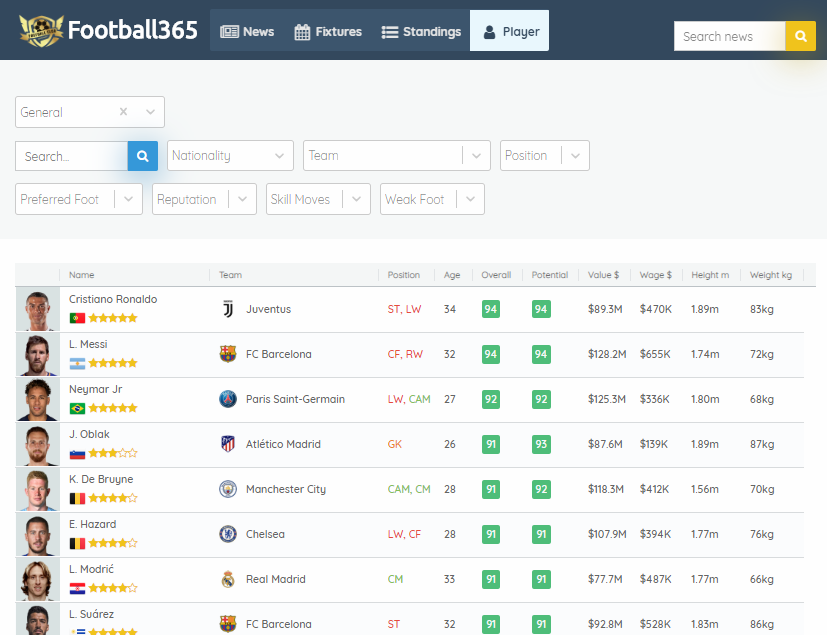 Football365 News Fixtures Standings Player Search news
General
Search... Nationality Team Position
Preferred Foot Reputation Skill Moves Weak Foot
Name Team Position Age Overall Potential Value $ Wage $ Height m Weight kg
Cristiano Ronaldo
Juventus ST, LW 34 94 94 $89.3M $470K 1.89m 83kg
L. Messi
FC Barcelona CF, RW 32 94 94 $128.2M $655K 1.74m 72kg
Neymar Jr
Paris Saint-Germain LW, CAM 27 92 92 $125.3M $336K 1.80m 68kg
J. Oblak
Atlético Madrid GK 26 91 93 $87.6M $139K 1.89m 87kg
K. De Bruyne
Manchester City CAM, CM 28 91 92 $118.3M $412K 1.56m 70kg
E. Hazard
Chelsea LW, CF 28 91 91 $107.9M $394K 1.77m 76kg
L. Modrić
Real Madrid CM 33 91 91 $77.7M $487K 1.77m 66kg
L. Suárez
FC Barcelona ST 32 91 91 $92.8M $528K 1.83m 86kg